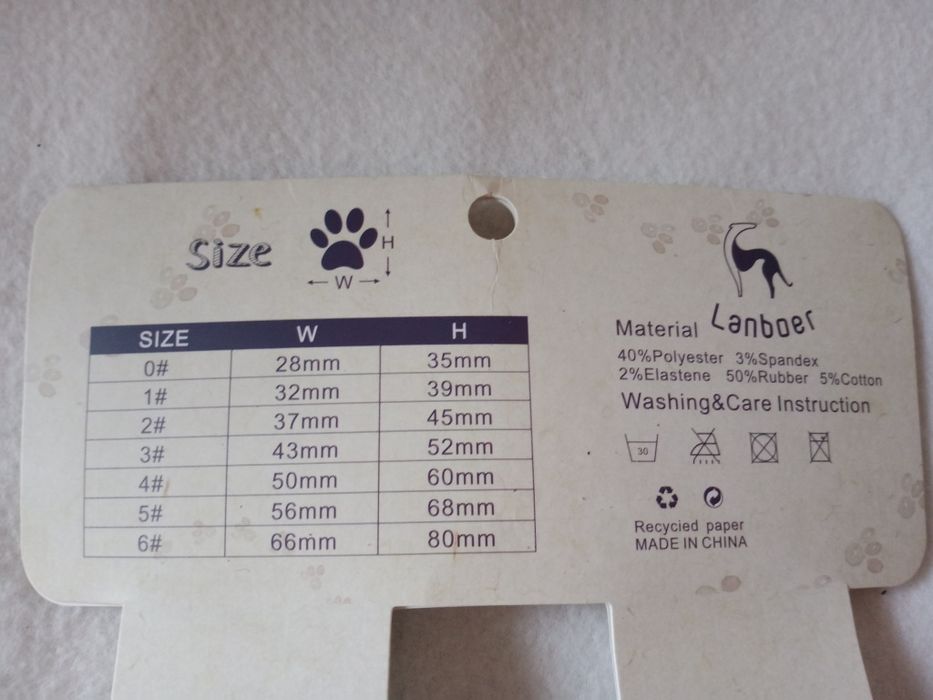 Size
H
W
SIZE W H
0# 28mm 35mm
1# 32mm 39mm
2# 37mm 45mm
3# 43mm 52mm
4# 50mm 60mm
5# 56mm 68mm
6# 66mm 80mm
Lanboer
Material
40%Polyester 3%Spandex
2%Elastene 50%Rubber 5%Cotton
Washing&Care Instruction
30
Recycied paper
MADE IN CHINA